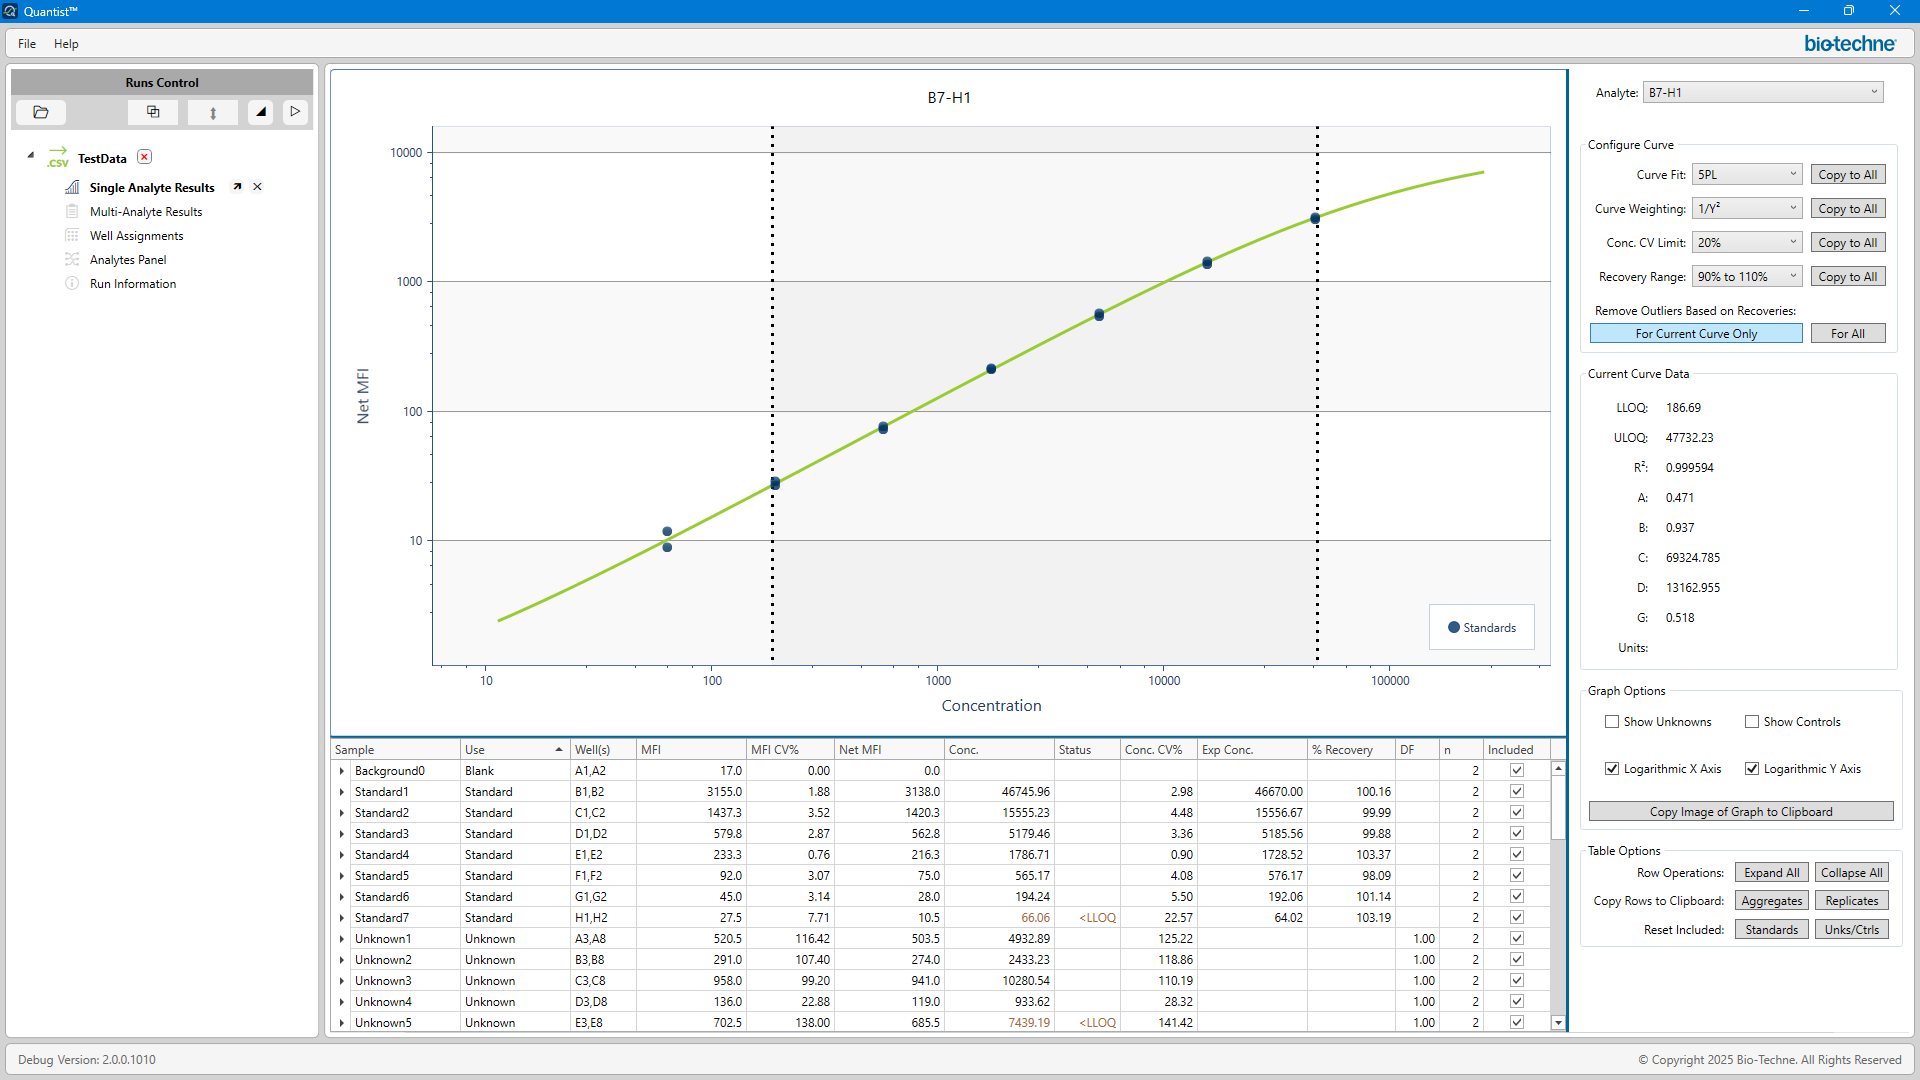 Quantist™
File Help
bio-techne
Runs Control
TestData
.csv
Single Analyte Results
Multi-Analyte Results
Well Assignments
Analytes Panel
Run Information
B7-H1
10000
1000
100
10
Net MFI
Standards
10 100 1000 10000 100000
Concentration
Analyte: B7-H1
Configure Curve
Curve Fit: 5PL Copy to All
Curve Weighting: 1/Y² Copy to All
Conc. CV Limit: 20% Copy to All
Recovery Range: 90% to 110% Copy to All
Remove Outliers Based on Recoveries:
For Current Curve Only For All
Current Curve Data
LLOQ: 186.69
ULOQ: 47732.23
R²: 0.999594
A: 0.471
B: 0.937
C: 69324.785
D: 13162.955
G: 0.518
Units:
Graph Options
Show Unknowns Show Controls
Logarithmic X Axis Logarithmic Y Axis
Copy Image of Graph to Clipboard
Table Options
Row Operations: Expand All Collapse All
Copy Rows to Clipboard: Aggregates Replicates
Reset Included: Standards Unks/Ctrls
Sample Use Well(s) MFI MFI CV% Net MFI Conc. Status Conc. CV% Exp Conc. % Recovery DF n Included
Background0 Blank A1,A2 17.0 0.00 0.0 2
Standard1 Standard B1,B2 3155.0 1.88 3138.0 46745.96 2.98 46670.00 100.16 2
Standard2 Standard C1,C2 1437.3 3.52 1420.3 15555.23 4.48 15556.67 99.99 2
Standard3 Standard D1,D2 579.8 2.87 562.8 5179.46 3.36 5185.56 99.88 2
Standard4 Standard E1,E2 233.3 0.76 216.3 1786.71 0.90 1728.52 103.37 2
Standard5 Standard F1,F2 92.0 3.07 75.0 565.17 4.08 576.17 98.09 2
Standard6 Standard G1,G2 45.0 3.14 28.0 194.24 5.50 192.06 101.14 2
Standard7 Standard H1,H2 27.5 7.71 10.5 66.06 <LLOQ 22.57 64.02 103.19 2
Unknown1 Unknown A3,A8 520.5 116.42 503.5 4932.89 125.22 1.00 2
Unknown2 Unknown B3,B8 291.0 107.40 274.0 2433.23 118.86 1.00 2
Unknown3 Unknown C3,C8 958.0 99.20 941.0 10280.54 110.19 1.00 2
Unknown4 Unknown D3,D8 136.0 22.88 119.0 933.62 28.32 1.00 2
Unknown5 Unknown E3,E8 702.5 138.00 685.5 7439.19 <LLOQ 141.42 1.00 2
Debug Version: 2.0.0.1010
© Copyright 2025 Bio-Techne. All Rights Reserved